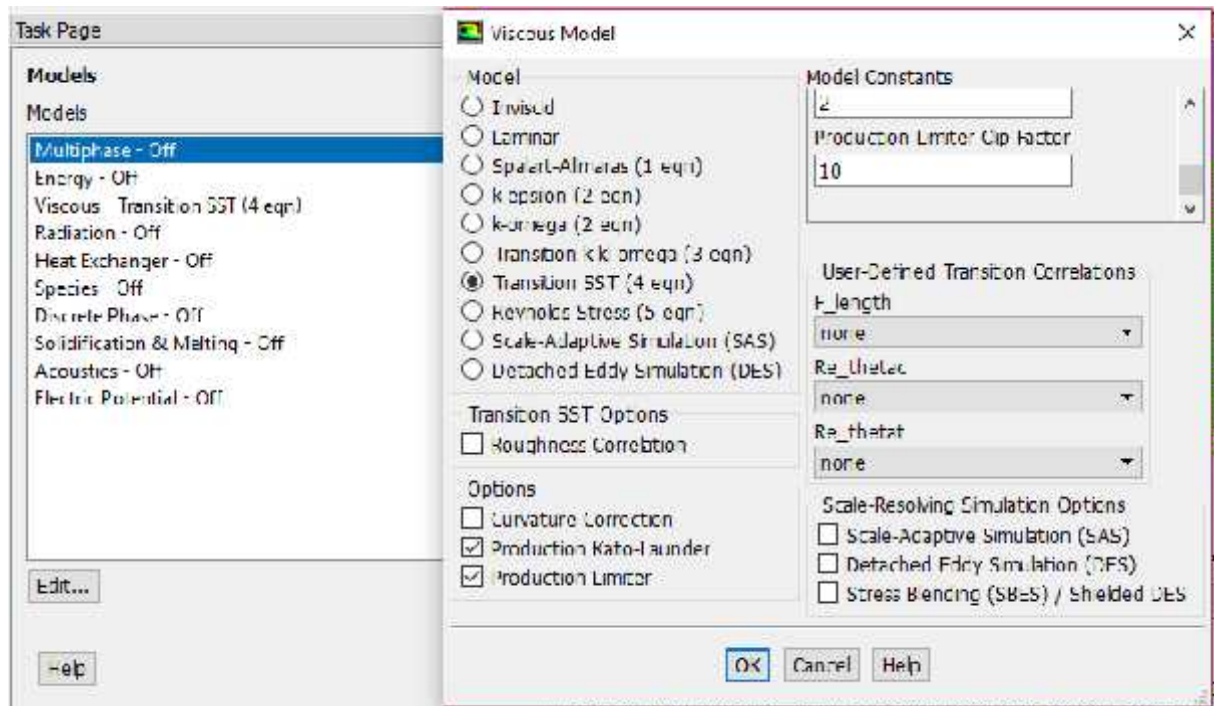 Task Page
Models
Models
Multiphase - Off
Energy - Off
Viscous - Transition SST (4 eqn)
Radiation - Off
Heat Exchanger - Off
Species - Off
Discrete Phase - Off
Solidification & Melting - Off
Acoustics - Off
Electric Potential - Off
Edit...
Help
Viscous Model
Model
Inviscid
Laminar
Spalart-Allmaras (1 eqn)
k-epsilon (2 eqn)
k-omega (2 eqn)
Transition k-kl-omega (3 eqn)
Transition SST (4 eqn)
Reynolds Stress (5 eqn)
Scale-Adaptive Simulation (SAS)
Detached Eddy Simulation (DES)
Transition SST Options
Roughness Correlation
Options
Curvature Correction
Production Kato-Launder
Production Limiter
Model Constants
2
Production Limiter Clip Factor
10
User-Defined Transition Correlations
F_length
none
Re_thetac
none
Re_thetat
none
Scale-Resolving Simulation Options
Scale-Adaptive Simulation (SAS)
Detached Eddy Simulation (DES)
Stress Blending (SBES) / Shielded DES
OK Cancel Help